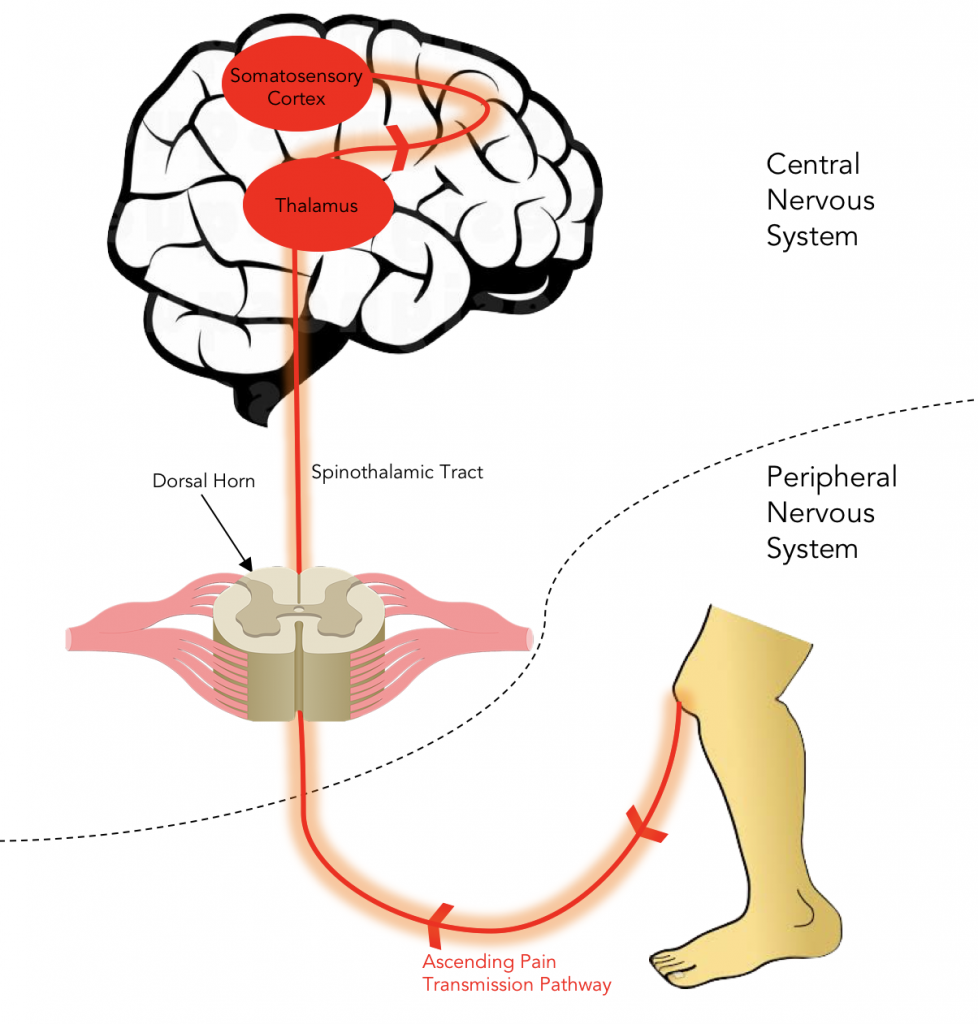 Somatosensory
Cortex
Thalamus
Central
Nervous
System
Dorsal Horn
Spinothalamic Tract
Peripheral
Nervous
System
Ascending Pain
Transmission Pathway